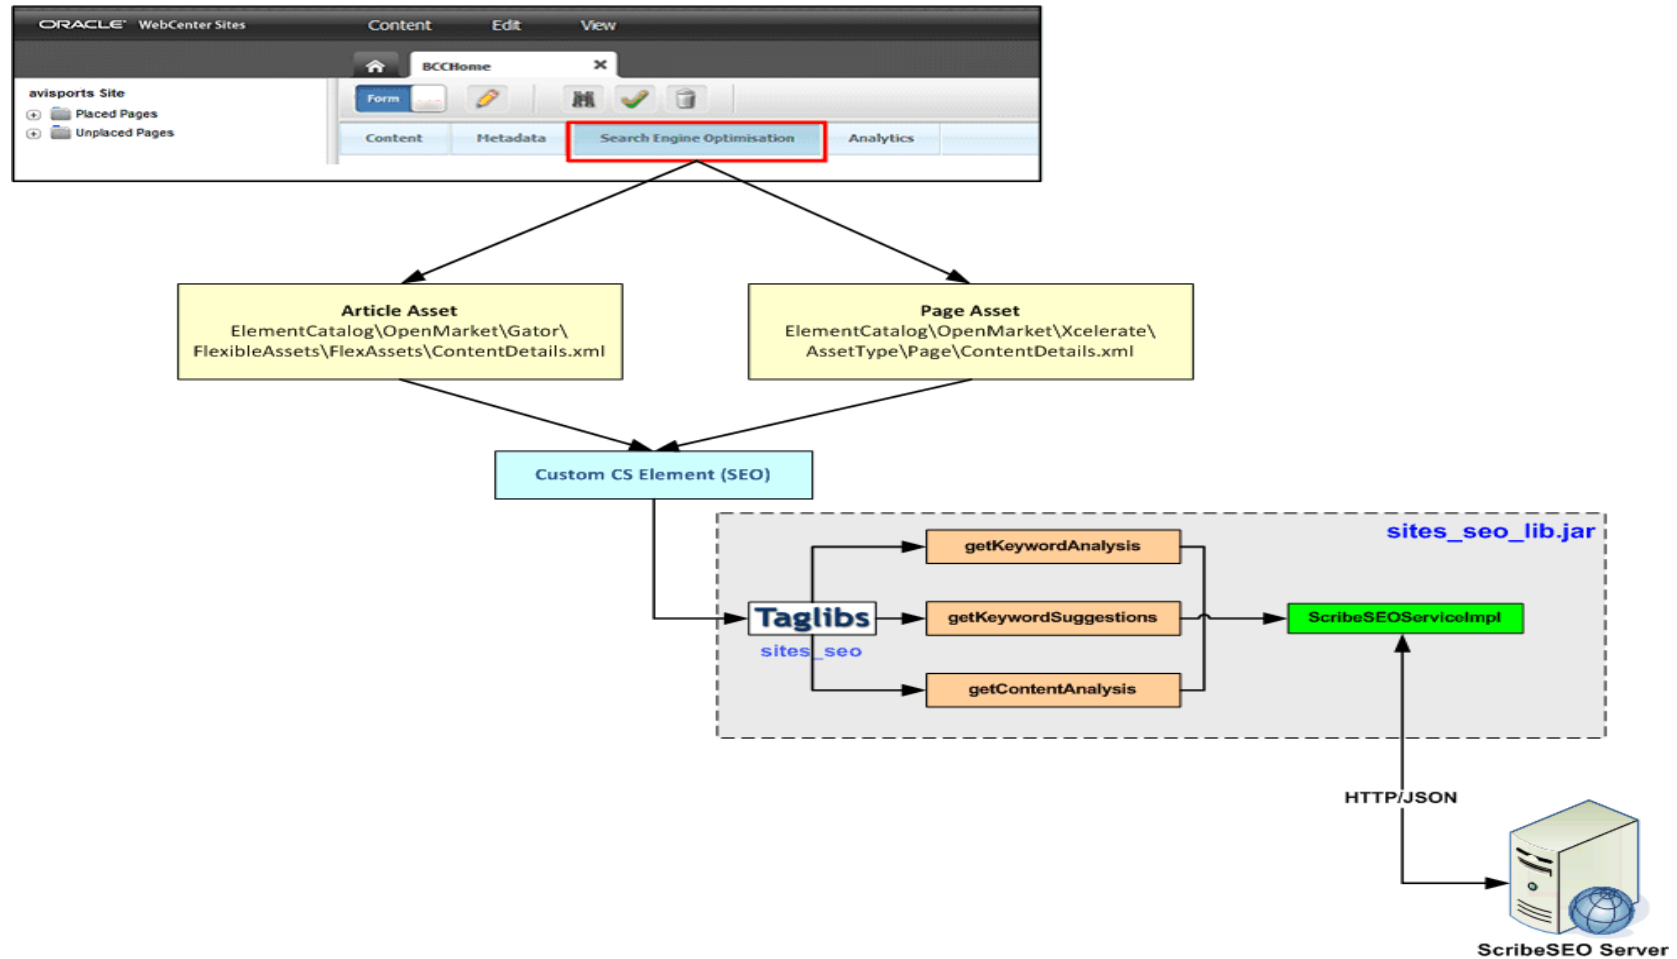 ORACLE WebCenter Sites
Content Edit View
BCCHome
avisports Site
Placed Pages
Unplaced Pages
Form
Content Metadata Search Engine Optimisation Analytics
Article Asset
ElementCatalog\OpenMarket\Gator\
FlexibleAssets\FlexAssets\ContentDetails.xml
Page Asset
ElementCatalog\OpenMarket\Xcelerate\
AssetType\Page\ContentDetails.xml
Custom CS Element (SEO)
sites_seo_lib.jar
getKeywordAnalysis
Taglibs
sites_seo
getKeywordSuggestions
ScribeSEOServiceImpl
getContentAnalysis
HTTP/JSON
ScribeSEO Server